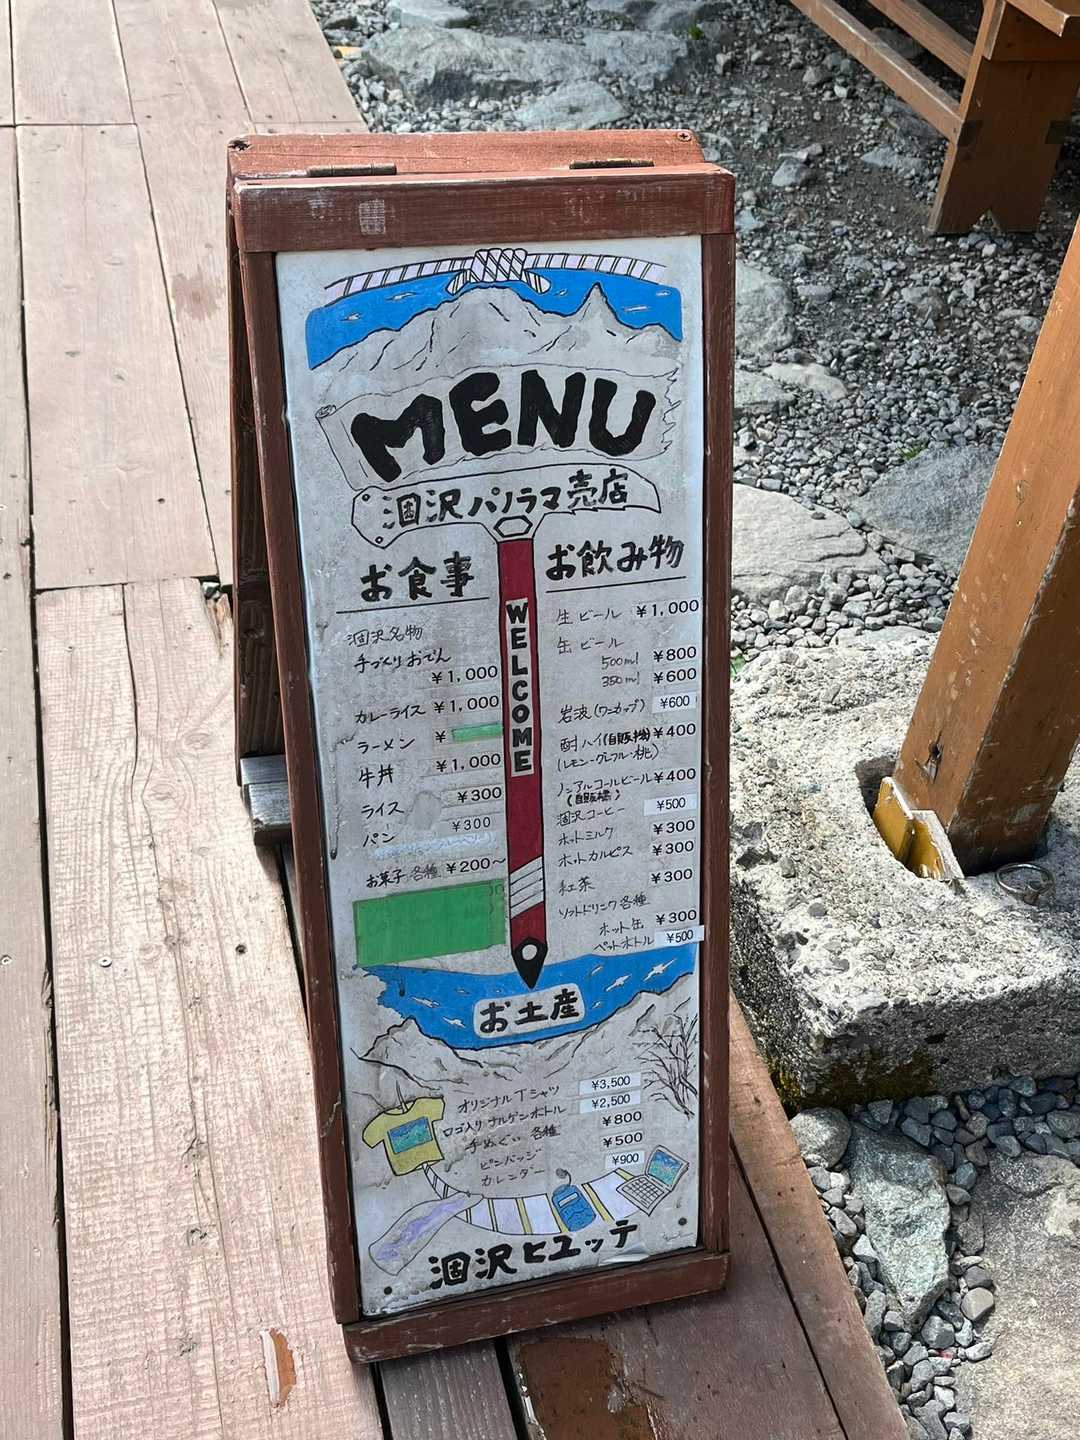 MENU
涸沢パノラマ売店
お食事
涸沢名物
手づくりおでん
¥1,000
カレーライス ¥1,000
ラーメン ¥
牛丼 ¥1,000
ライス ¥300
パン ¥300
お菓子 各種 ¥200～
WELCOME
お飲み物
生ビール ¥1,000
缶ビール
500ml ¥800
350ml ¥600
岩波(ワンカップ) ¥600
酎ハイ(自販機) ¥400
(レモン・グレフル・桃)
ノンアルコールビール ¥400
(自販機)
涸沢コーヒー ¥500
ホットミルク ¥300
ホットカルピス ¥300
紅茶 ¥300
ソフトドリンク各種
ホット缶 ¥300
ペットボトル ¥500
お土産
オリジナルTシャツ ¥3,500
ロゴ入りナルゲンボトル ¥2,500
手ぬぐい 各種 ¥800
ピンバッジ ¥500
カレンダー ¥900
涸沢ヒュッテ